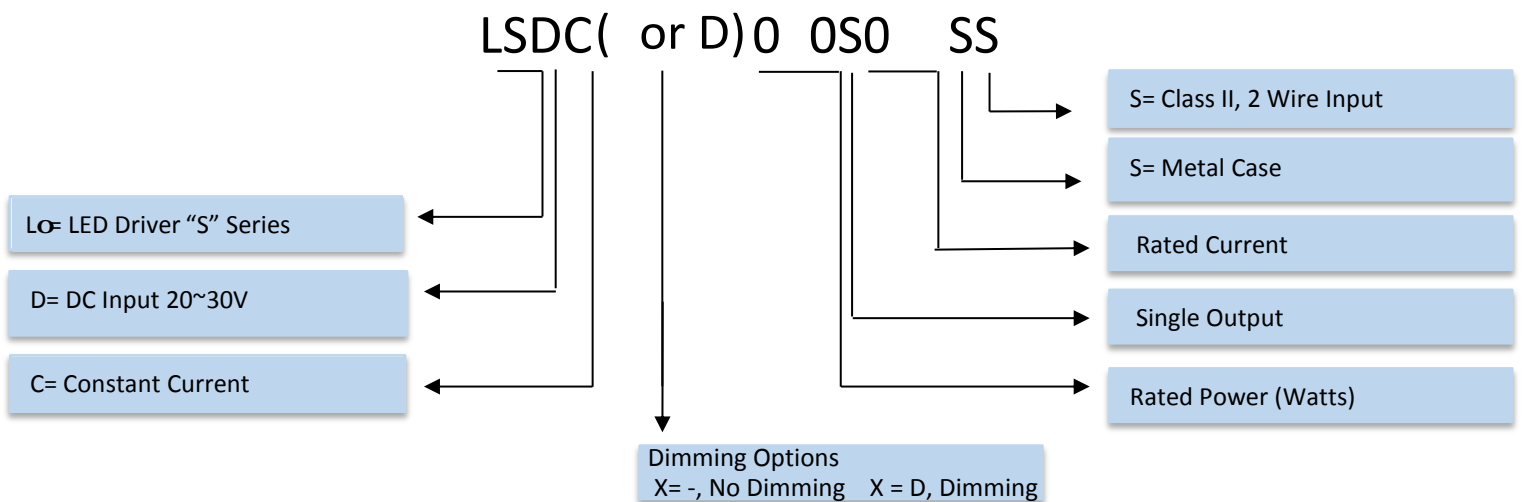 LSDC( or D)0 0S0 SS
S= Class II, 2 Wire Input
S= Metal Case
L = LED Driver “S” Series
Rated Current
D= DC Input 20~30V
Single Output
C= Constant Current
Rated Power (Watts)
Dimming Options
X= -, No Dimming X = D, Dimming